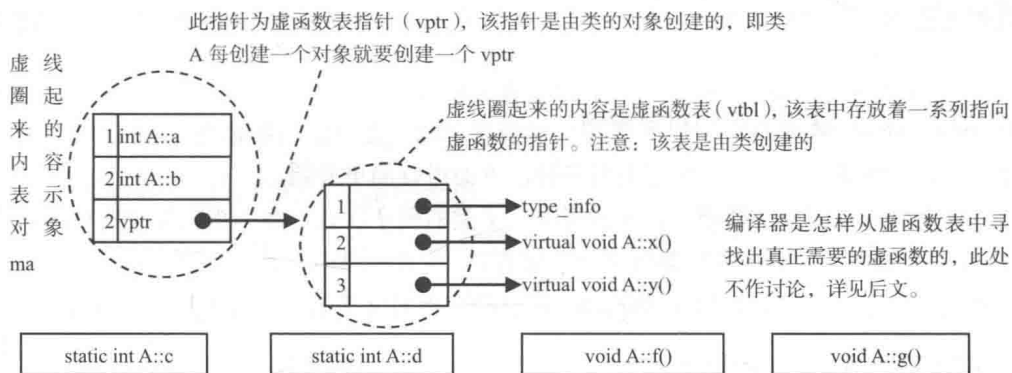 此指针为虚函数表指针（vptr），该指针是由类的对象创建的，即类
A 每创建一个对象就要创建一个 vptr
虚线
圈起
来的
内容
表示
对象
ma
1 int A::a
2 int A::b
2 vptr
虚线圈起来的内容是虚函数表（vtbl），该表中存放着一系列指向
虚函数的指针。注意：该表是由类创建的
1 type_info
2 virtual void A::x()
3 virtual void A::y()
编译器是怎样从虚函数表中寻
找出真正需要的虚函数的，此处
不作讨论，详见后文。
static int A::c
static int A::d
void A::f()
void A::g()